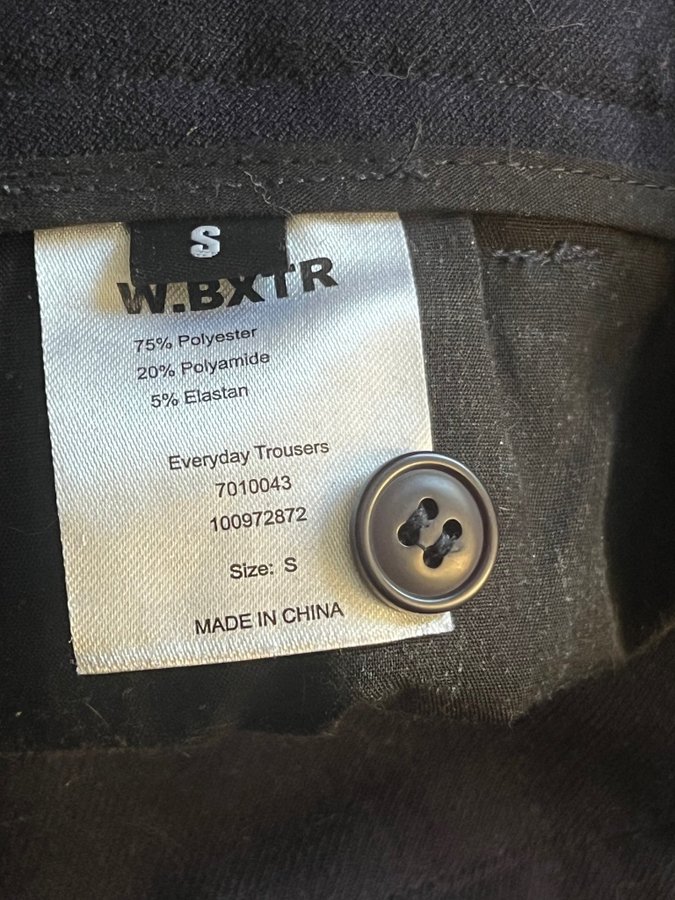 S
W.BXTR
75% Polyester
20% Polyamide
5% Elastan
Everyday Trousers
7010043
100972872
Size: S
MADE IN CHINA